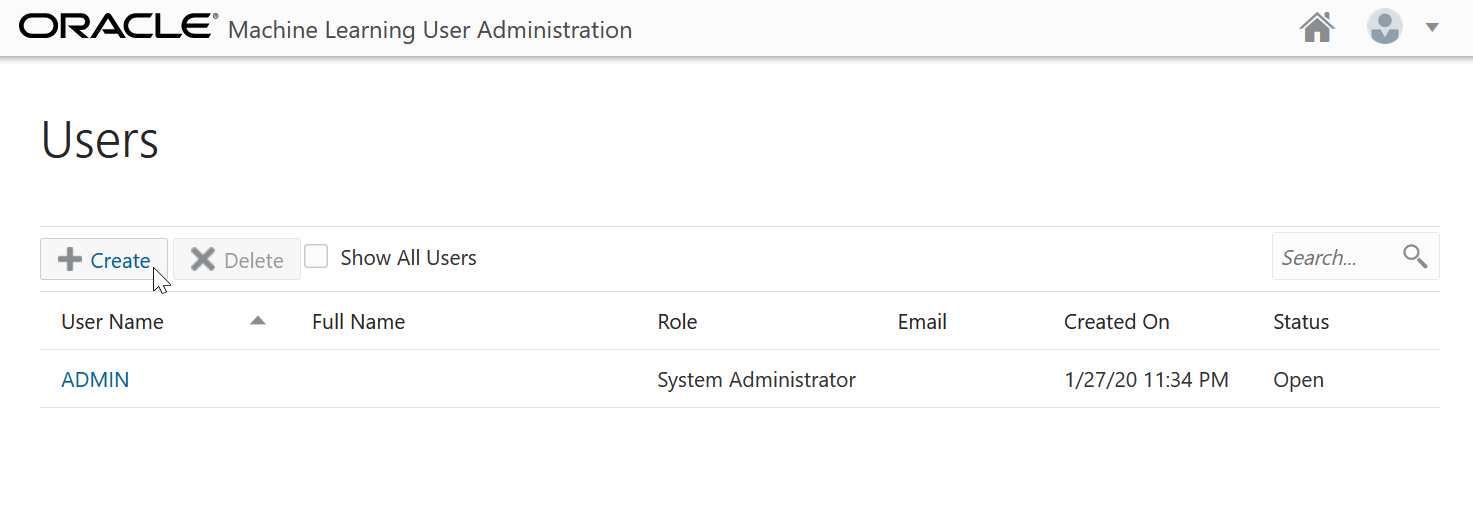 ORACLE® Machine Learning User Administration
Users
Create Delete Show All Users Search...
User Name Full Name Role Email Created On Status
ADMIN System Administrator 1/27/20 11:34 PM Open